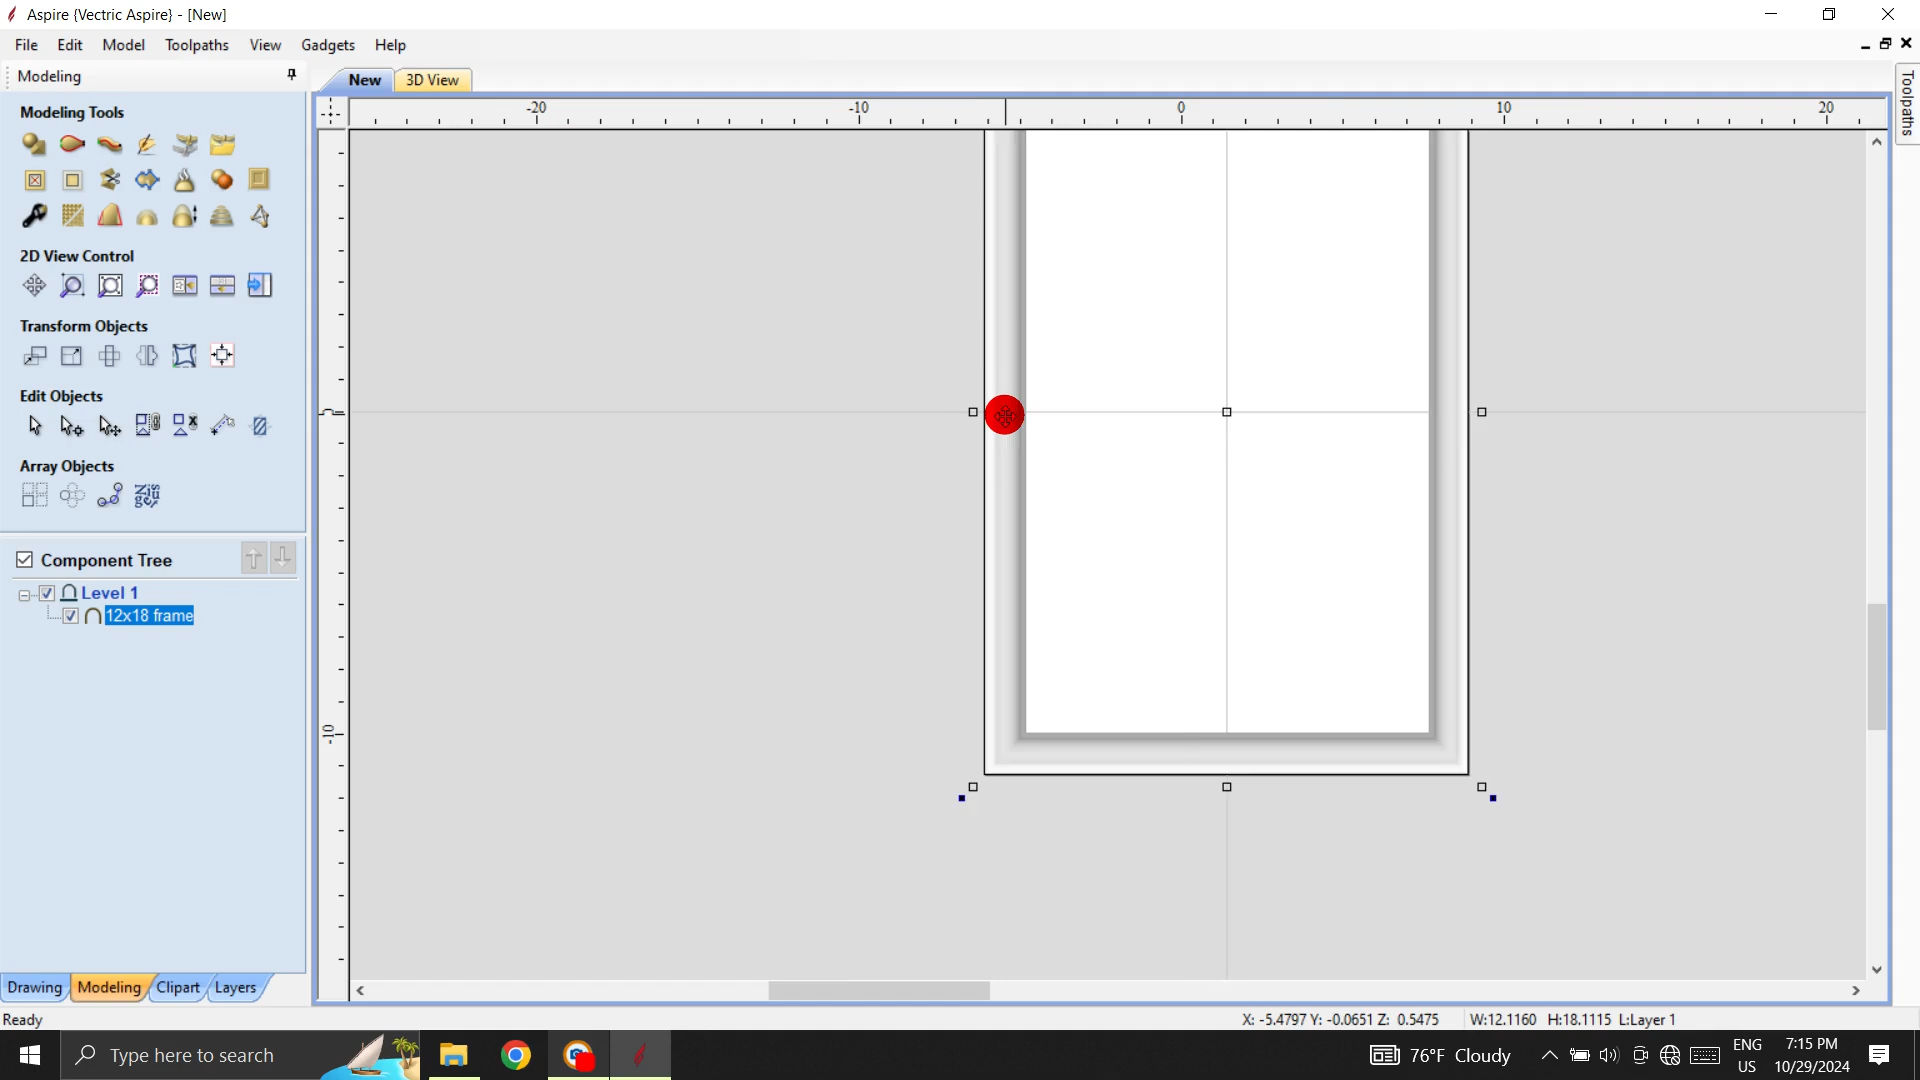 Aspire {Vectric Aspire} - [New]
File Edit Model Toolpaths View Gadgets Help
Modeling
New 3D View
Toolpaths
-20 -10 0 10 20
Modeling Tools
2D View Control
Transform Objects
Edit Objects
0
Array Objects
Component Tree
Level 1
12x18 frame
-10
Drawing Modeling Clipart Layers
Ready
X: -5.4797 Y: -0.0651 Z: 0.5475 W:12.1160 H:18.1115 L:Layer 1
Type here to search
76°F Cloudy
ENG
US
7:15 PM
10/29/2024